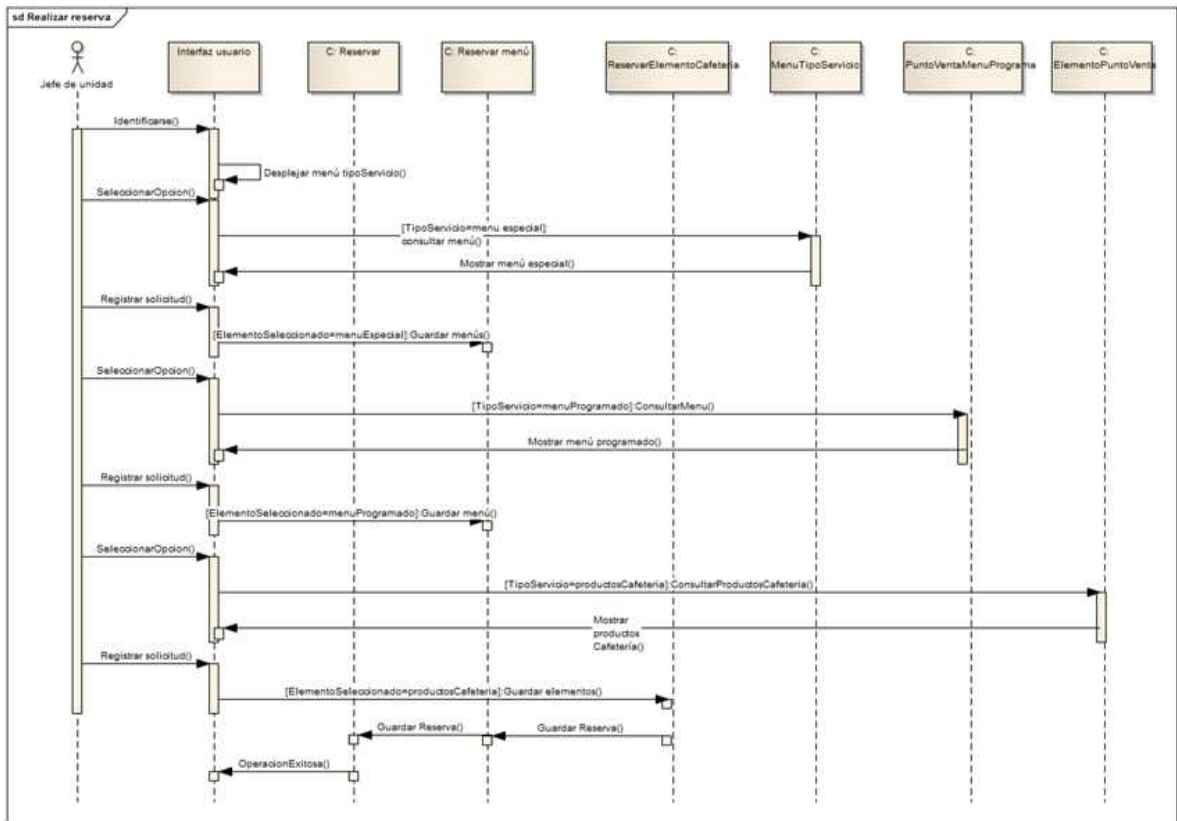 sd Realizar reserva
Jefe de unidad
Interfaz usuario
C: Reservar
C: Reservar menú
C:
ReservarElementoCafeteria
C:
MenuTipoServicio
C:
PuntoVentaMenuPrograma
C:
ElementoPuntoVenta
Identificarse()
Desplejar menú tipoServicio()
SeleccionarOpcion()
[TipoServicio=menu especial]:
consultar menú()
Mostrar menú especial()
Registrar solicitud()
[ElementoSeleccionado=menuEspecial]:Guardar menús()
SeleccionarOpcion()
[TipoServicio=menuProgramado]:ConsultarMenu()
Mostrar menú programado()
Registrar solicitud()
[ElementoSeleccionado=menuProgramado]:Guardar menú()
SeleccionarOpcion()
[TipoServicio=productosCafeteria]:ConsultarProductosCafeteria()
Mostrar
productos
Cafetería()
Registrar solicitud()
[ElementoSeleccionado=productosCafeteria]:Guardar elementos()
Guardar Reserva()
Guardar Reserva()
OperacionExitosa()